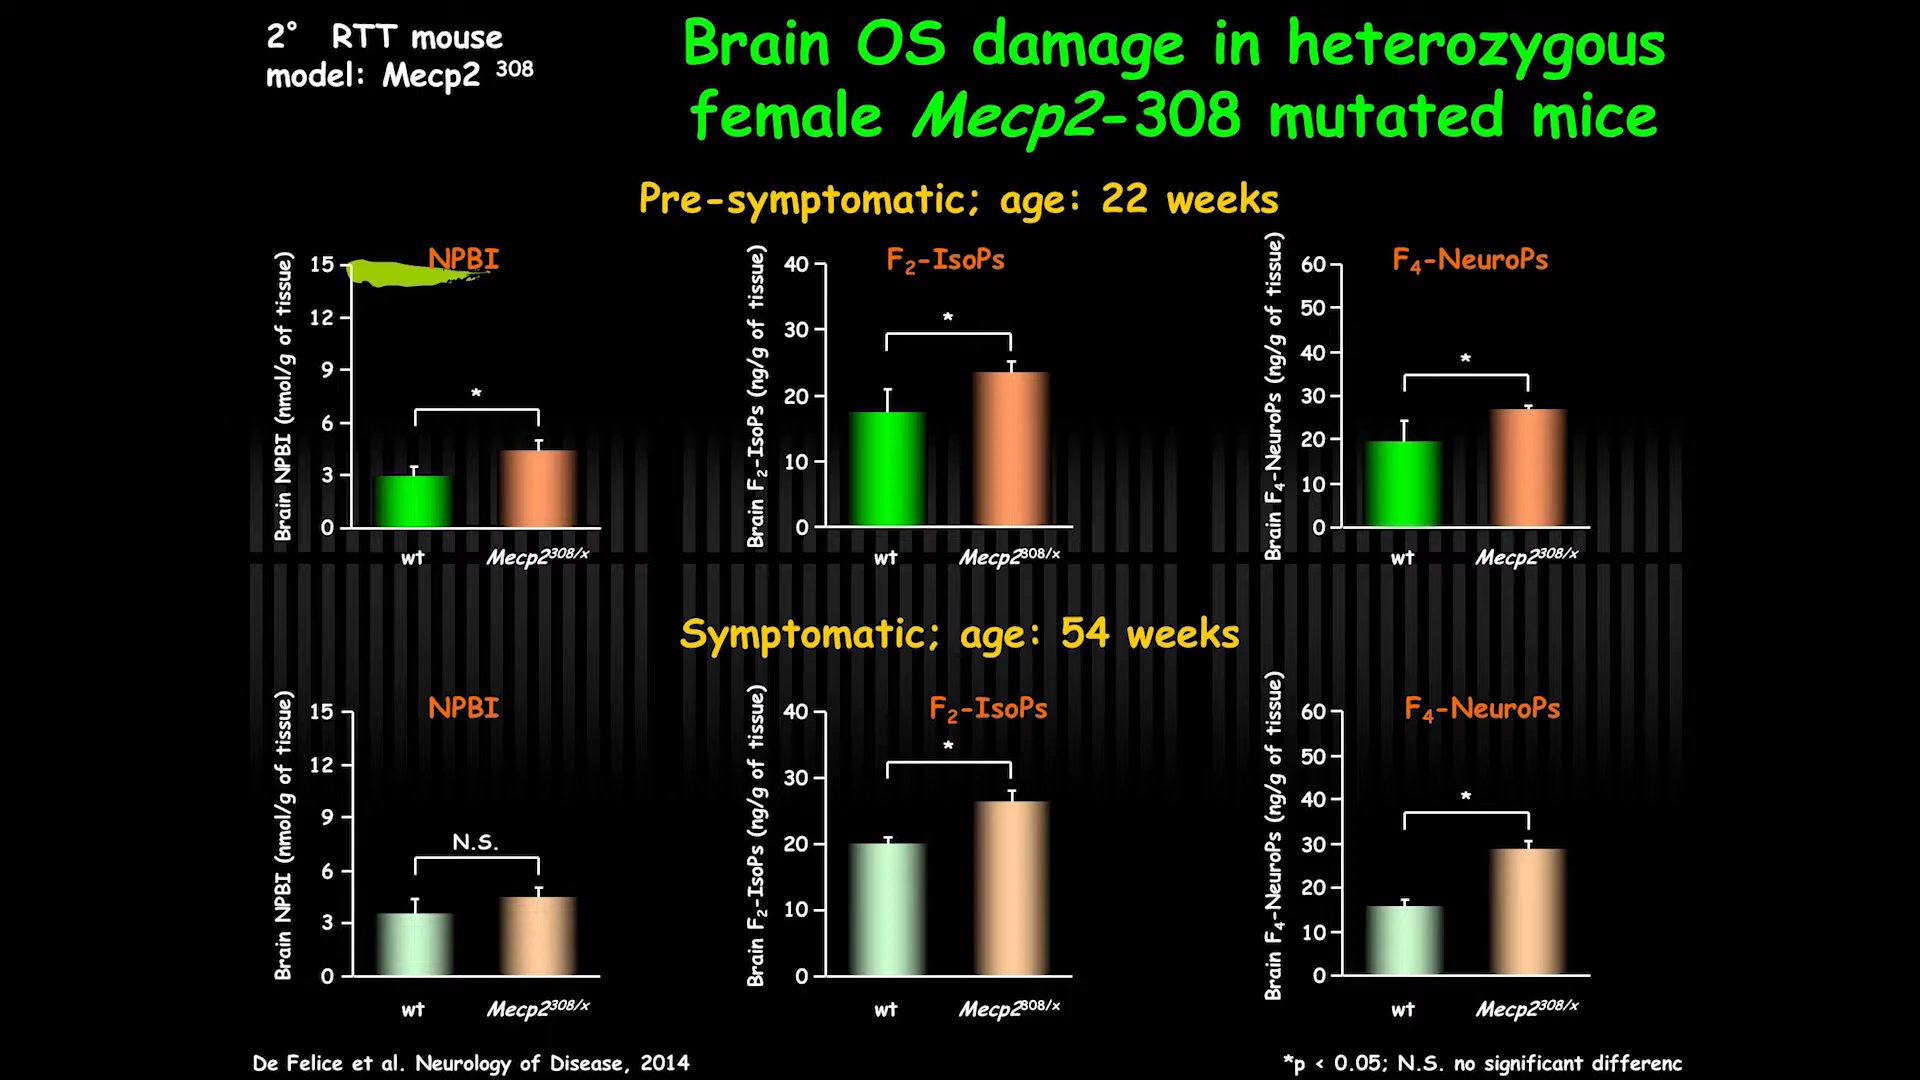 2° RTT mouse
model: Mecp2 308
Brain OS damage in heterozygous
female Mecp2-308 mutated mice
Pre-symptomatic; age: 22 weeks
NPBI
Brain NPBI (nmol/g of tissue)
15
12
9
6
3
0
*
wt
Mecp2308/x
F2-IsoPs
Brain F2-IsoPs (ng/g of tissue)
40
30
20
10
0
*
wt
Mecp2308/x
F4-NeuroPs
Brain F4-NeuroPs (ng/g of tissue)
60
50
40
30
20
10
0
*
wt
Mecp2308/x
Symptomatic; age: 54 weeks
NPBI
Brain NPBI (nmol/g of tissue)
15
12
9
6
3
0
N.S.
wt
Mecp2308/x
F2-IsoPs
Brain F2-IsoPs (ng/g of tissue)
40
30
20
10
0
*
wt
Mecp2308/x
F4-NeuroPs
Brain F4-NeuroPs (ng/g of tissue)
60
50
40
30
20
10
0
*
wt
Mecp2308/x
De Felice et al. Neurology of Disease, 2014
*p < 0.05; N.S. no significant differenc